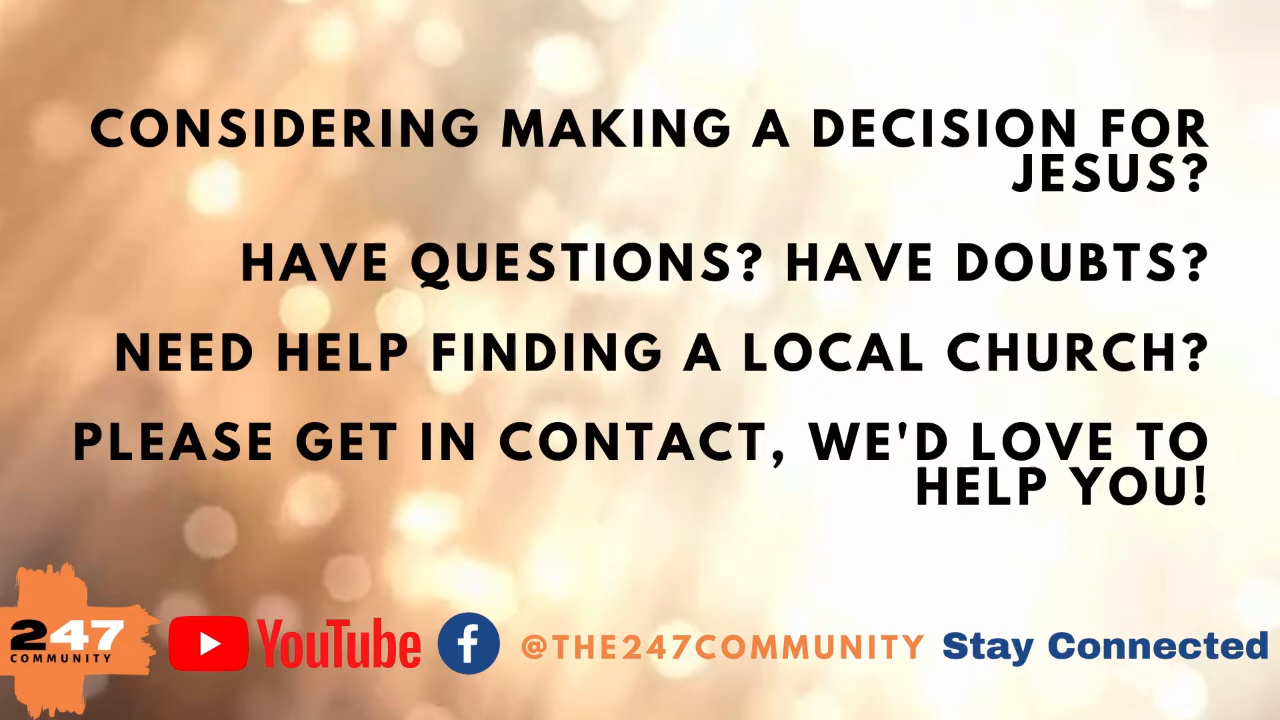 CONSIDERING MAKING A DECISION FOR
JESUS?
HAVE QUESTIONS? HAVE DOUBTS?
NEED HELP FINDING A LOCAL CHURCH?
PLEASE GET IN CONTACT, WE'D LOVE TO
HELP YOU!
247
COMMUNITY
YouTube
f
@THE247COMMUNITY
Stay Connected